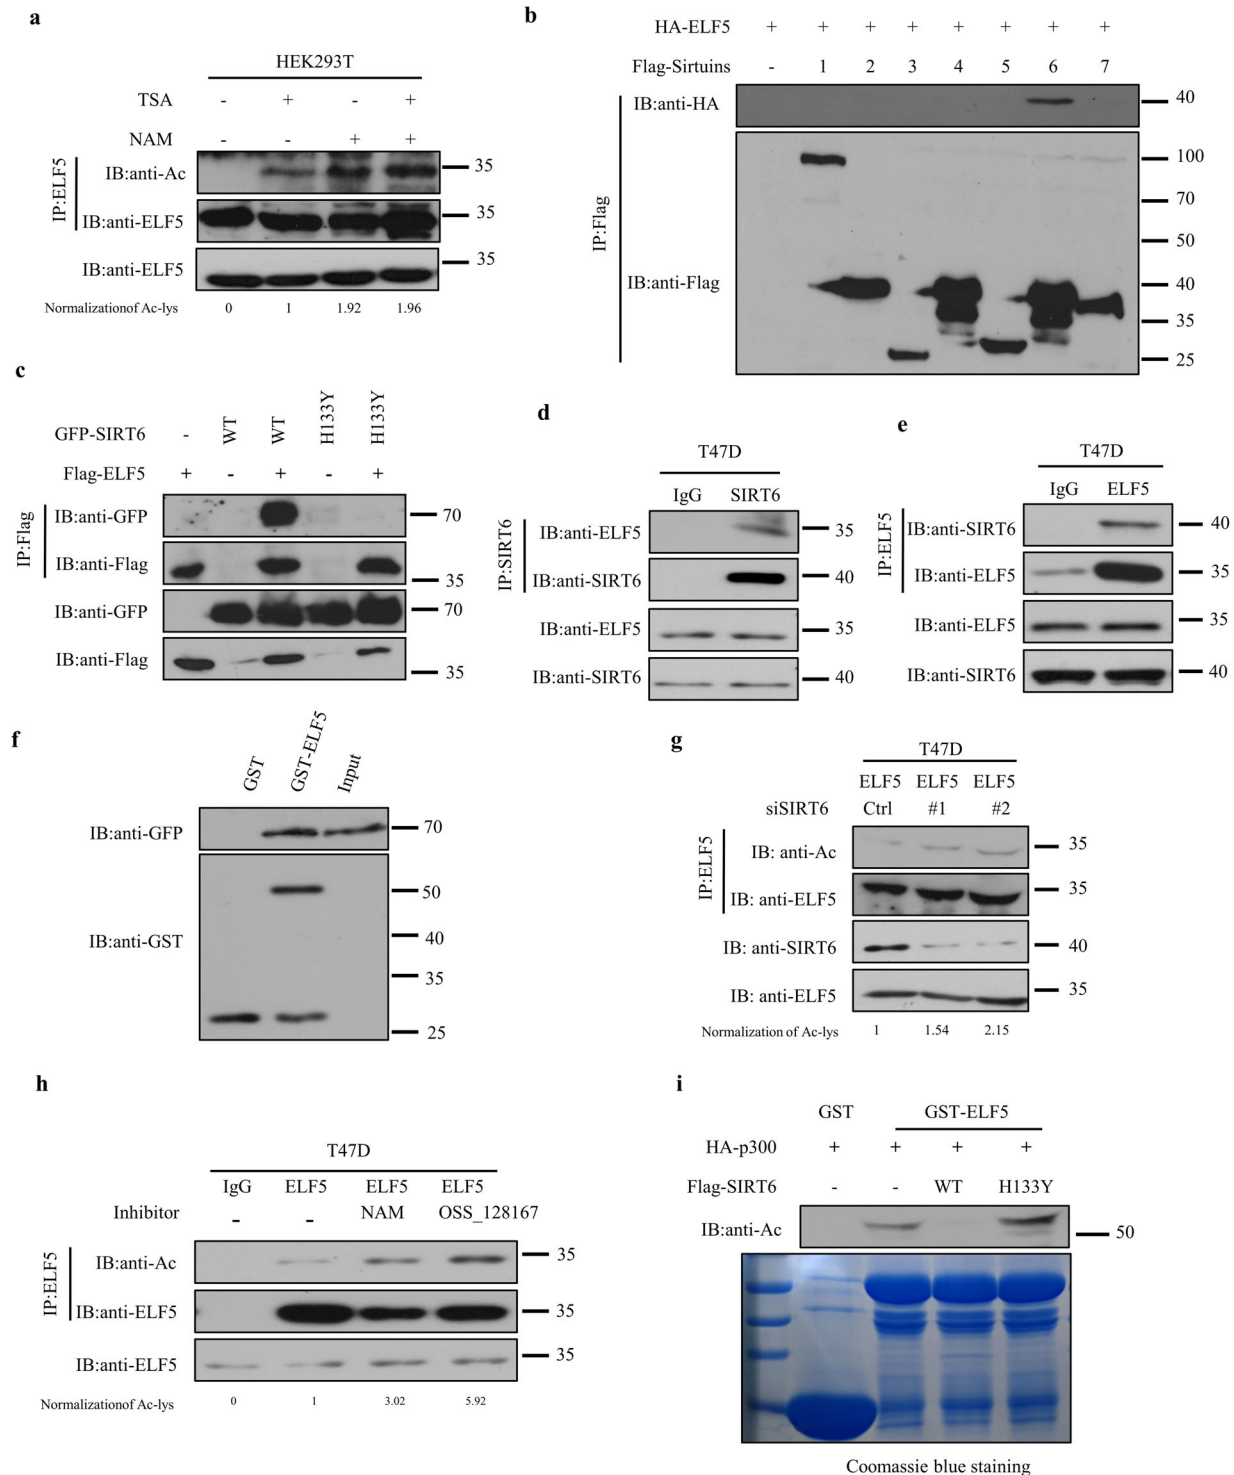 a
HEK293T
TSA - + - +
NAM - - + +
IP:ELF5
IB:anti-Ac 35
IB:anti-ELF5 35
IB:anti-ELF5 35
Normalizationof Ac-lys 0 1 1.92 1.96
b
HA-ELF5 + + + + + + + +
Flag-Sirtuins - 1 2 3 4 5 6 7
IP:Flag
IB:anti-HA 40
100
70
50
IB:anti-Flag 40
35
25
c
GFP-SIRT6 - WT WT H133Y H133Y
Flag-ELF5 + - + - +
IP:Flag
IB:anti-GFP 70
IB:anti-Flag 35
IB:anti-GFP 70
IB:anti-Flag 35
d
T47D
IgG SIRT6
IP:SIRT6
IB:anti-ELF5 35
IB:anti-SIRT6 40
IB:anti-ELF5 35
IB:anti-SIRT6 40
e
T47D
IgG ELF5
IP:ELF5
IB:anti-SIRT6 40
IB:anti-ELF5 35
IB:anti-ELF5 35
IB:anti-SIRT6 40
f
GST GST-ELF5 Input
IB:anti-GFP 70
50
IB:anti-GST 40
35
25
g
T47D
ELF5 ELF5 ELF5
siSIRT6 Ctrl #1 #2
IP:ELF5
IB: anti-Ac 35
IB: anti-ELF5 35
IB: anti-SIRT6 40
IB: anti-ELF5 35
Normalization of Ac-lys 1 1.54 2.15
h
T47D
IgG ELF5 ELF5 ELF5
Inhibitor - - NAM OSS_128167
IP:ELF5
IB:anti-Ac 35
IB:anti-ELF5 35
IB:anti-ELF5 35
Normalizationof Ac-lys 0 1 3.02 5.92
i
GST GST-ELF5
HA-p300 + + + +
Flag-SIRT6 - - WT H133Y
IB:anti-Ac 50
Coomassie blue staining